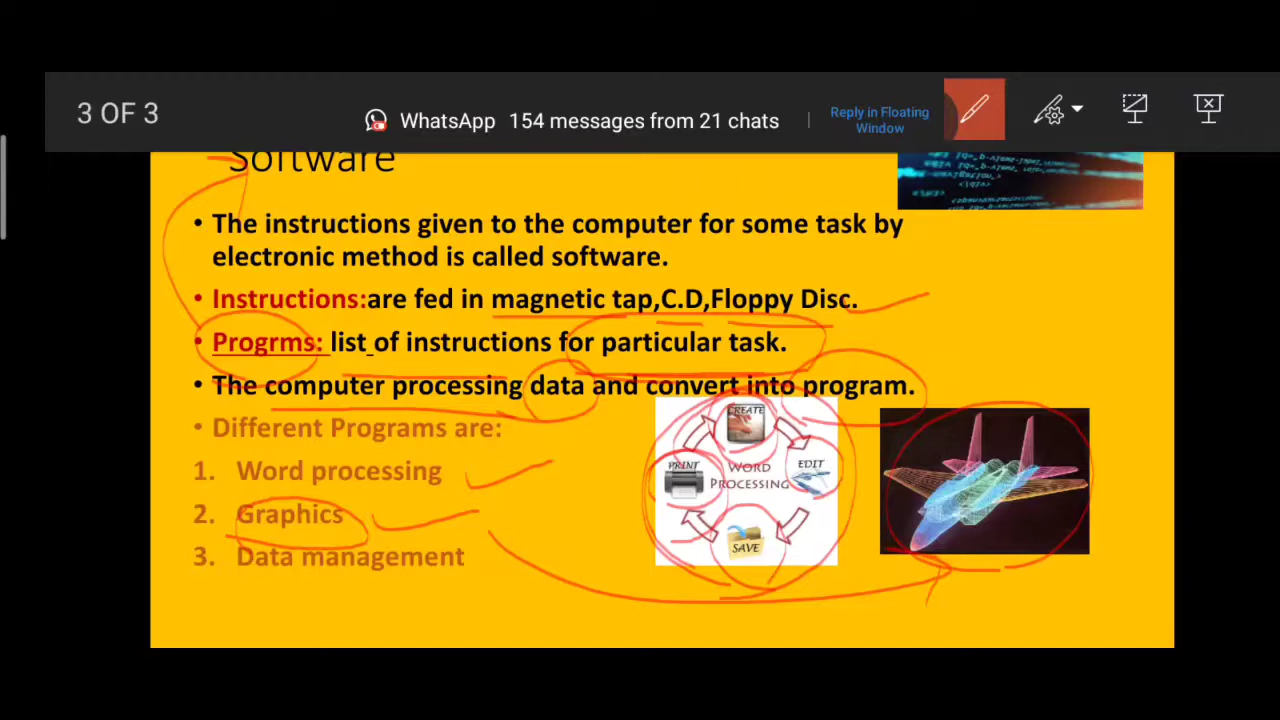 3 OF 3
WhatsApp 154 messages from 21 chats
Reply in Floating
Window
Software
• The instructions given to the computer for some task by
electronic method is called software.
• Instructions:are fed in magnetic tap,C.D,Floppy Disc.
• Progrms: list of instructions for particular task.
• The computer processing data and convert into program.
• Different Programs are:
1. Word processing
2. Graphics
3. Data management
CREATE
PRINT
WORD
PROCESSING
EDIT
SAVE